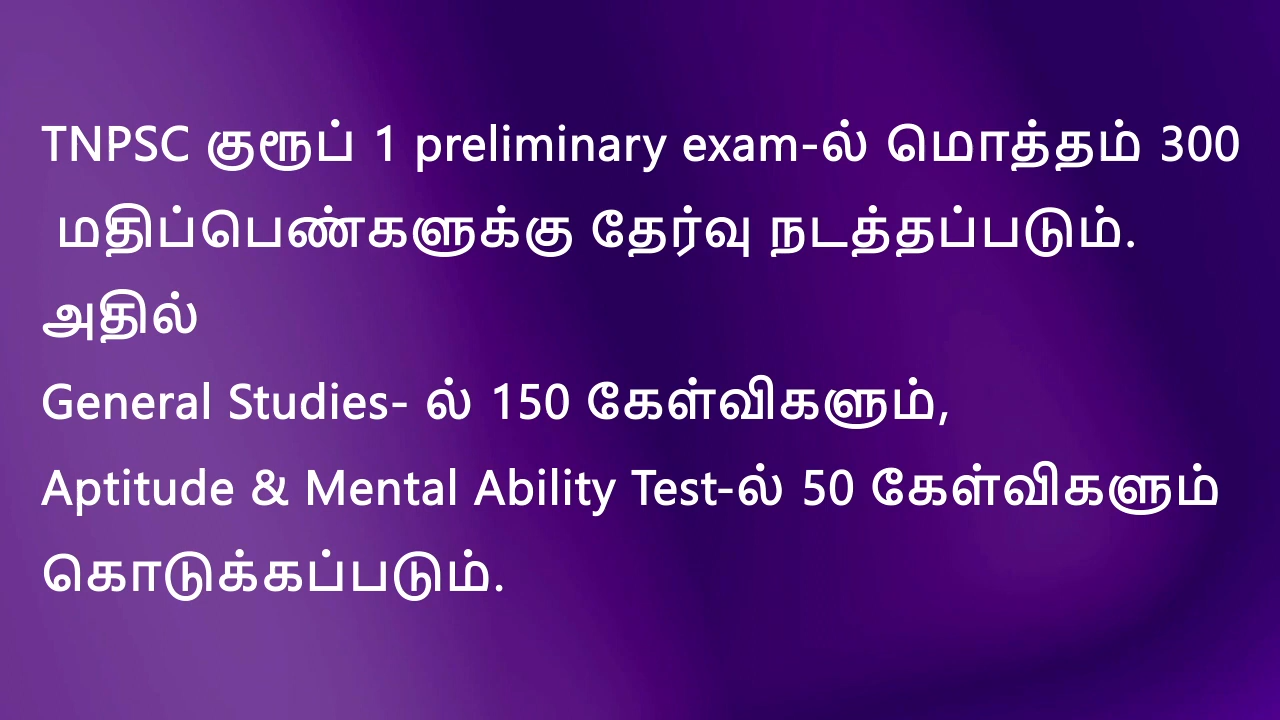 TNPSC குரூப் 1 preliminary exam-ல் மொத்தம் 300
மதிப்பெண்களுக்கு தேர்வு நடத்தப்படும்.
அதில்
General Studies- ல் 150 கேள்விகளும்,
Aptitude & Mental Ability Test-ல் 50 கேள்விகளும்
கொடுக்கப்படும்.